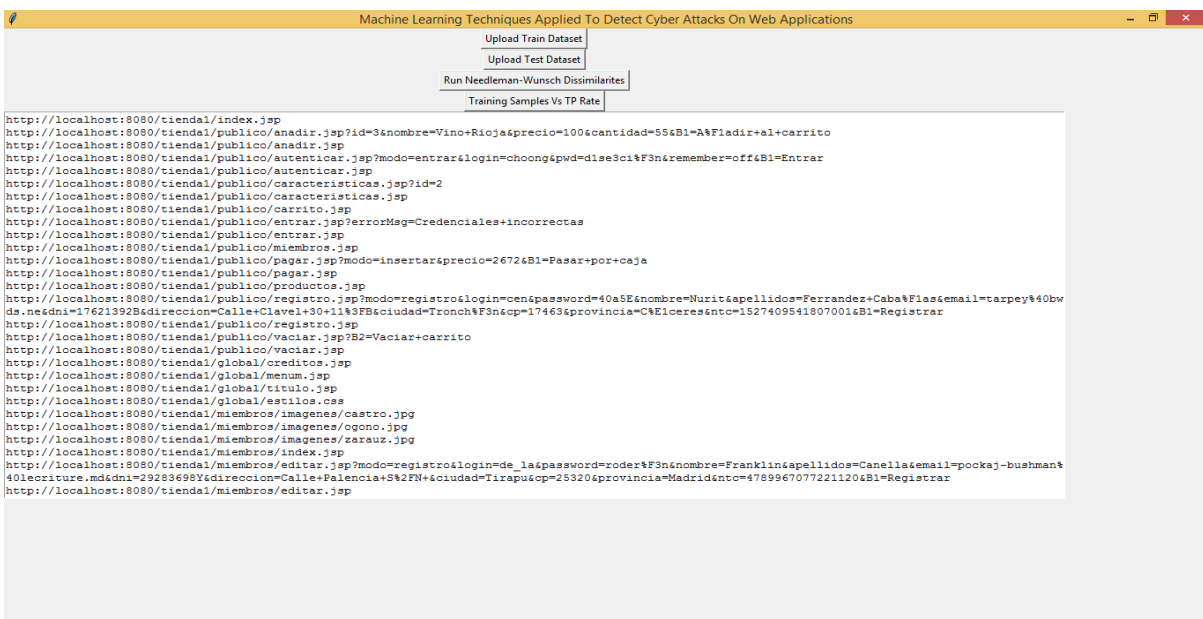 Machine Learning Techniques Applied To Detect Cyber Attacks On Web Applications
Upload Train Dataset
Upload Test Dataset
Run Needleman-Wunsch Dissimilarites
Training Samples Vs TP Rate
http://localhost:8080/tienda1/index.jsp
http://localhost:8080/tienda1/publico/anadir.jsp?id=3&nombre=Vino+Rioja&precio=100&cantidad=55&B1=A%F1adir+al+carrito
http://localhost:8080/tienda1/publico/anadir.jsp
http://localhost:8080/tienda1/publico/autenticar.jsp?modo=entrar&login=choong&pwd=d1se3ci%F3n&remember=off&B1=Entrar
http://localhost:8080/tienda1/publico/autenticar.jsp
http://localhost:8080/tienda1/publico/caracteristicas.jsp?id=2
http://localhost:8080/tienda1/publico/caracteristicas.jsp
http://localhost:8080/tienda1/publico/carrito.jsp
http://localhost:8080/tienda1/publico/entrar.jsp?errorMsg=Credenciales+incorrectas
http://localhost:8080/tienda1/publico/entrar.jsp
http://localhost:8080/tienda1/publico/miembros.jsp
http://localhost:8080/tienda1/publico/pagar.jsp?modo=insertar&precio=2672&B1=Pasar+por+caja
http://localhost:8080/tienda1/publico/pagar.jsp
http://localhost:8080/tienda1/publico/productos.jsp
http://localhost:8080/tienda1/publico/registro.jsp?modo=registro&login=cen&password=40a5E&nombre=Nurit&apellidos=Ferrandez+Caba%F1as&email=tarpey%40bw
ds.ne&dni=17621392B&direccion=Calle+Clavel+30+11%3FB&ciudad=Tronch%F3n&cp=17463&provincia=C%E1ceres&ntc=1527409541807001&B1=Registrar
http://localhost:8080/tienda1/publico/registro.jsp
http://localhost:8080/tienda1/publico/vaciar.jsp?B2=Vaciar+carrito
http://localhost:8080/tienda1/publico/vaciar.jsp
http://localhost:8080/tienda1/global/creditos.jsp
http://localhost:8080/tienda1/global/menum.jsp
http://localhost:8080/tienda1/global/titulo.jsp
http://localhost:8080/tienda1/global/estilos.css
http://localhost:8080/tienda1/miembros/imagenes/castro.jpg
http://localhost:8080/tienda1/miembros/imagenes/ogono.jpg
http://localhost:8080/tienda1/miembros/imagenes/zarauz.jpg
http://localhost:8080/tienda1/miembros/index.jsp
http://localhost:8080/tienda1/miembros/editar.jsp?modo=registro&login=de_la&password=roder%F3n&nombre=Franklin&apellidos=Canella&email=pockaj-bushman%
40lecriture.md&dni=29283698Y&direccion=Calle+Palencia+S%2FN+&ciudad=Tirapu&cp=25320&provincia=Madrid&ntc=4789967077221120&B1=Registrar
http://localhost:8080/tienda1/miembros/editar.jsp